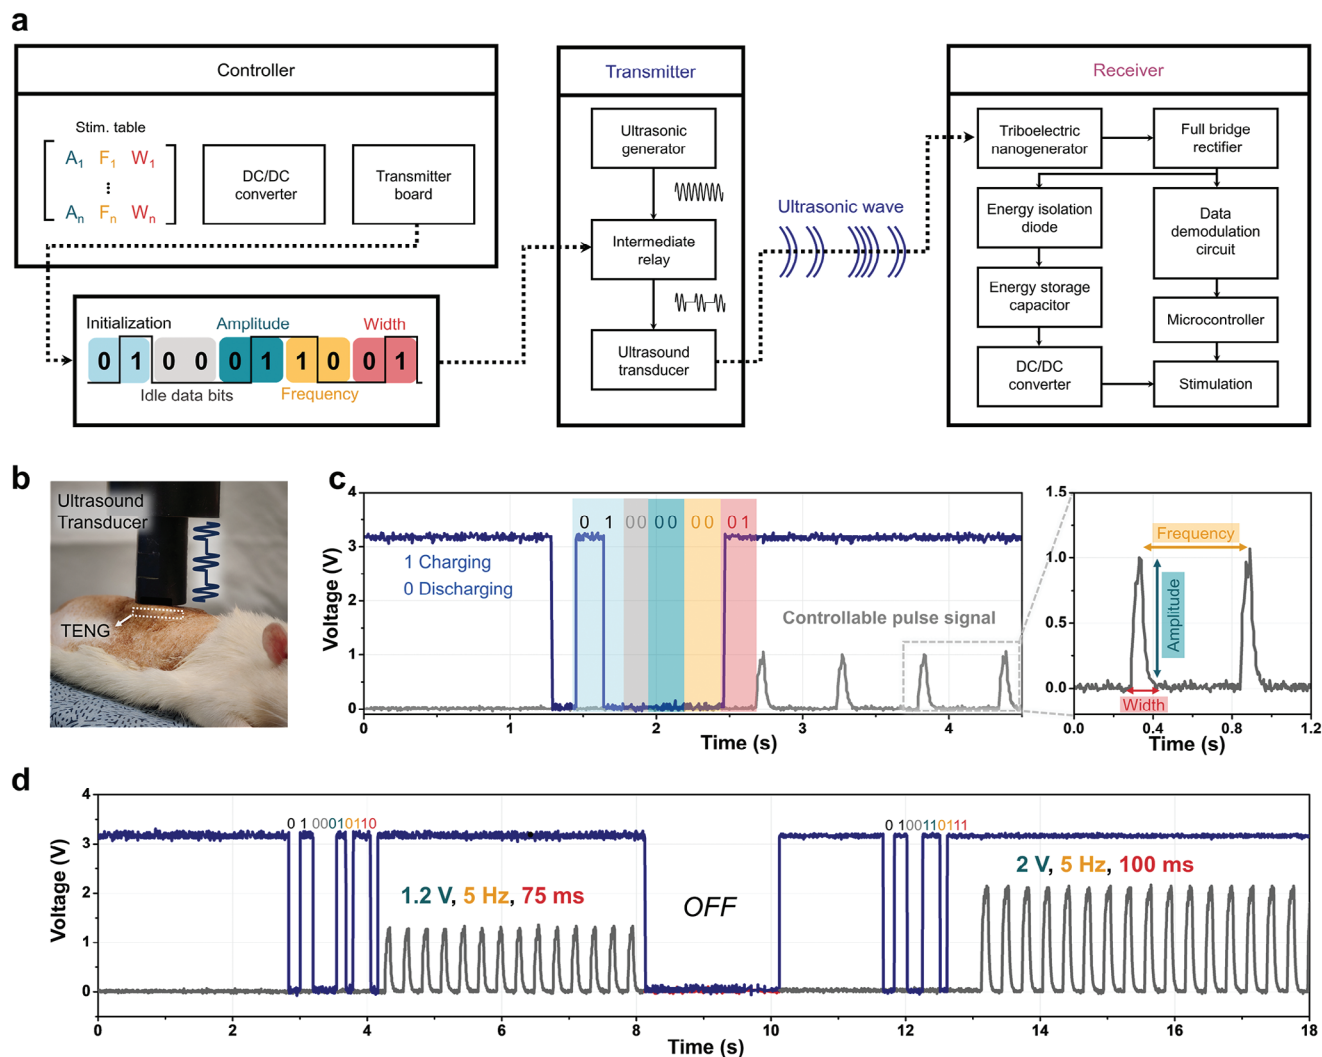 a
Controller
Stim. table
A1 F1 W1
⋮
An Fn Wn
DC/DC
converter
Transmitter
board
Initialization
Amplitude
Width
0 1 0 0 0 1 1 0 0 1
Idle data bits
Frequency
Transmitter
Ultrasonic
generator
Intermediate
relay
Ultrasound
transducer
Ultrasonic wave
Receiver
Triboelectric
nanogenerator
Full bridge
rectifier
Energy isolation
diode
Data
demodulation
circuit
Energy storage
capacitor
Microcontroller
DC/DC
converter
Stimulation
b
Ultrasound
Transducer
TENG
c
Voltage (V)
4
3
2
1
0
0 1 00 00 00 01
1 Charging
0 Discharging
Controllable pulse signal
0 1 2 3 4
Time (s)
1.5
1.0
0.5
0.0
Frequency
Amplitude
Width
0.0 0.4 0.8 1.2
Time (s)
d
Voltage (V)
4
3
2
1
0
0 1 00010110
1.2 V, 5 Hz, 75 ms
OFF
0 100110111
2 V, 5 Hz, 100 ms
0 2 4 6 8 10 12 14 16 18
Time (s)